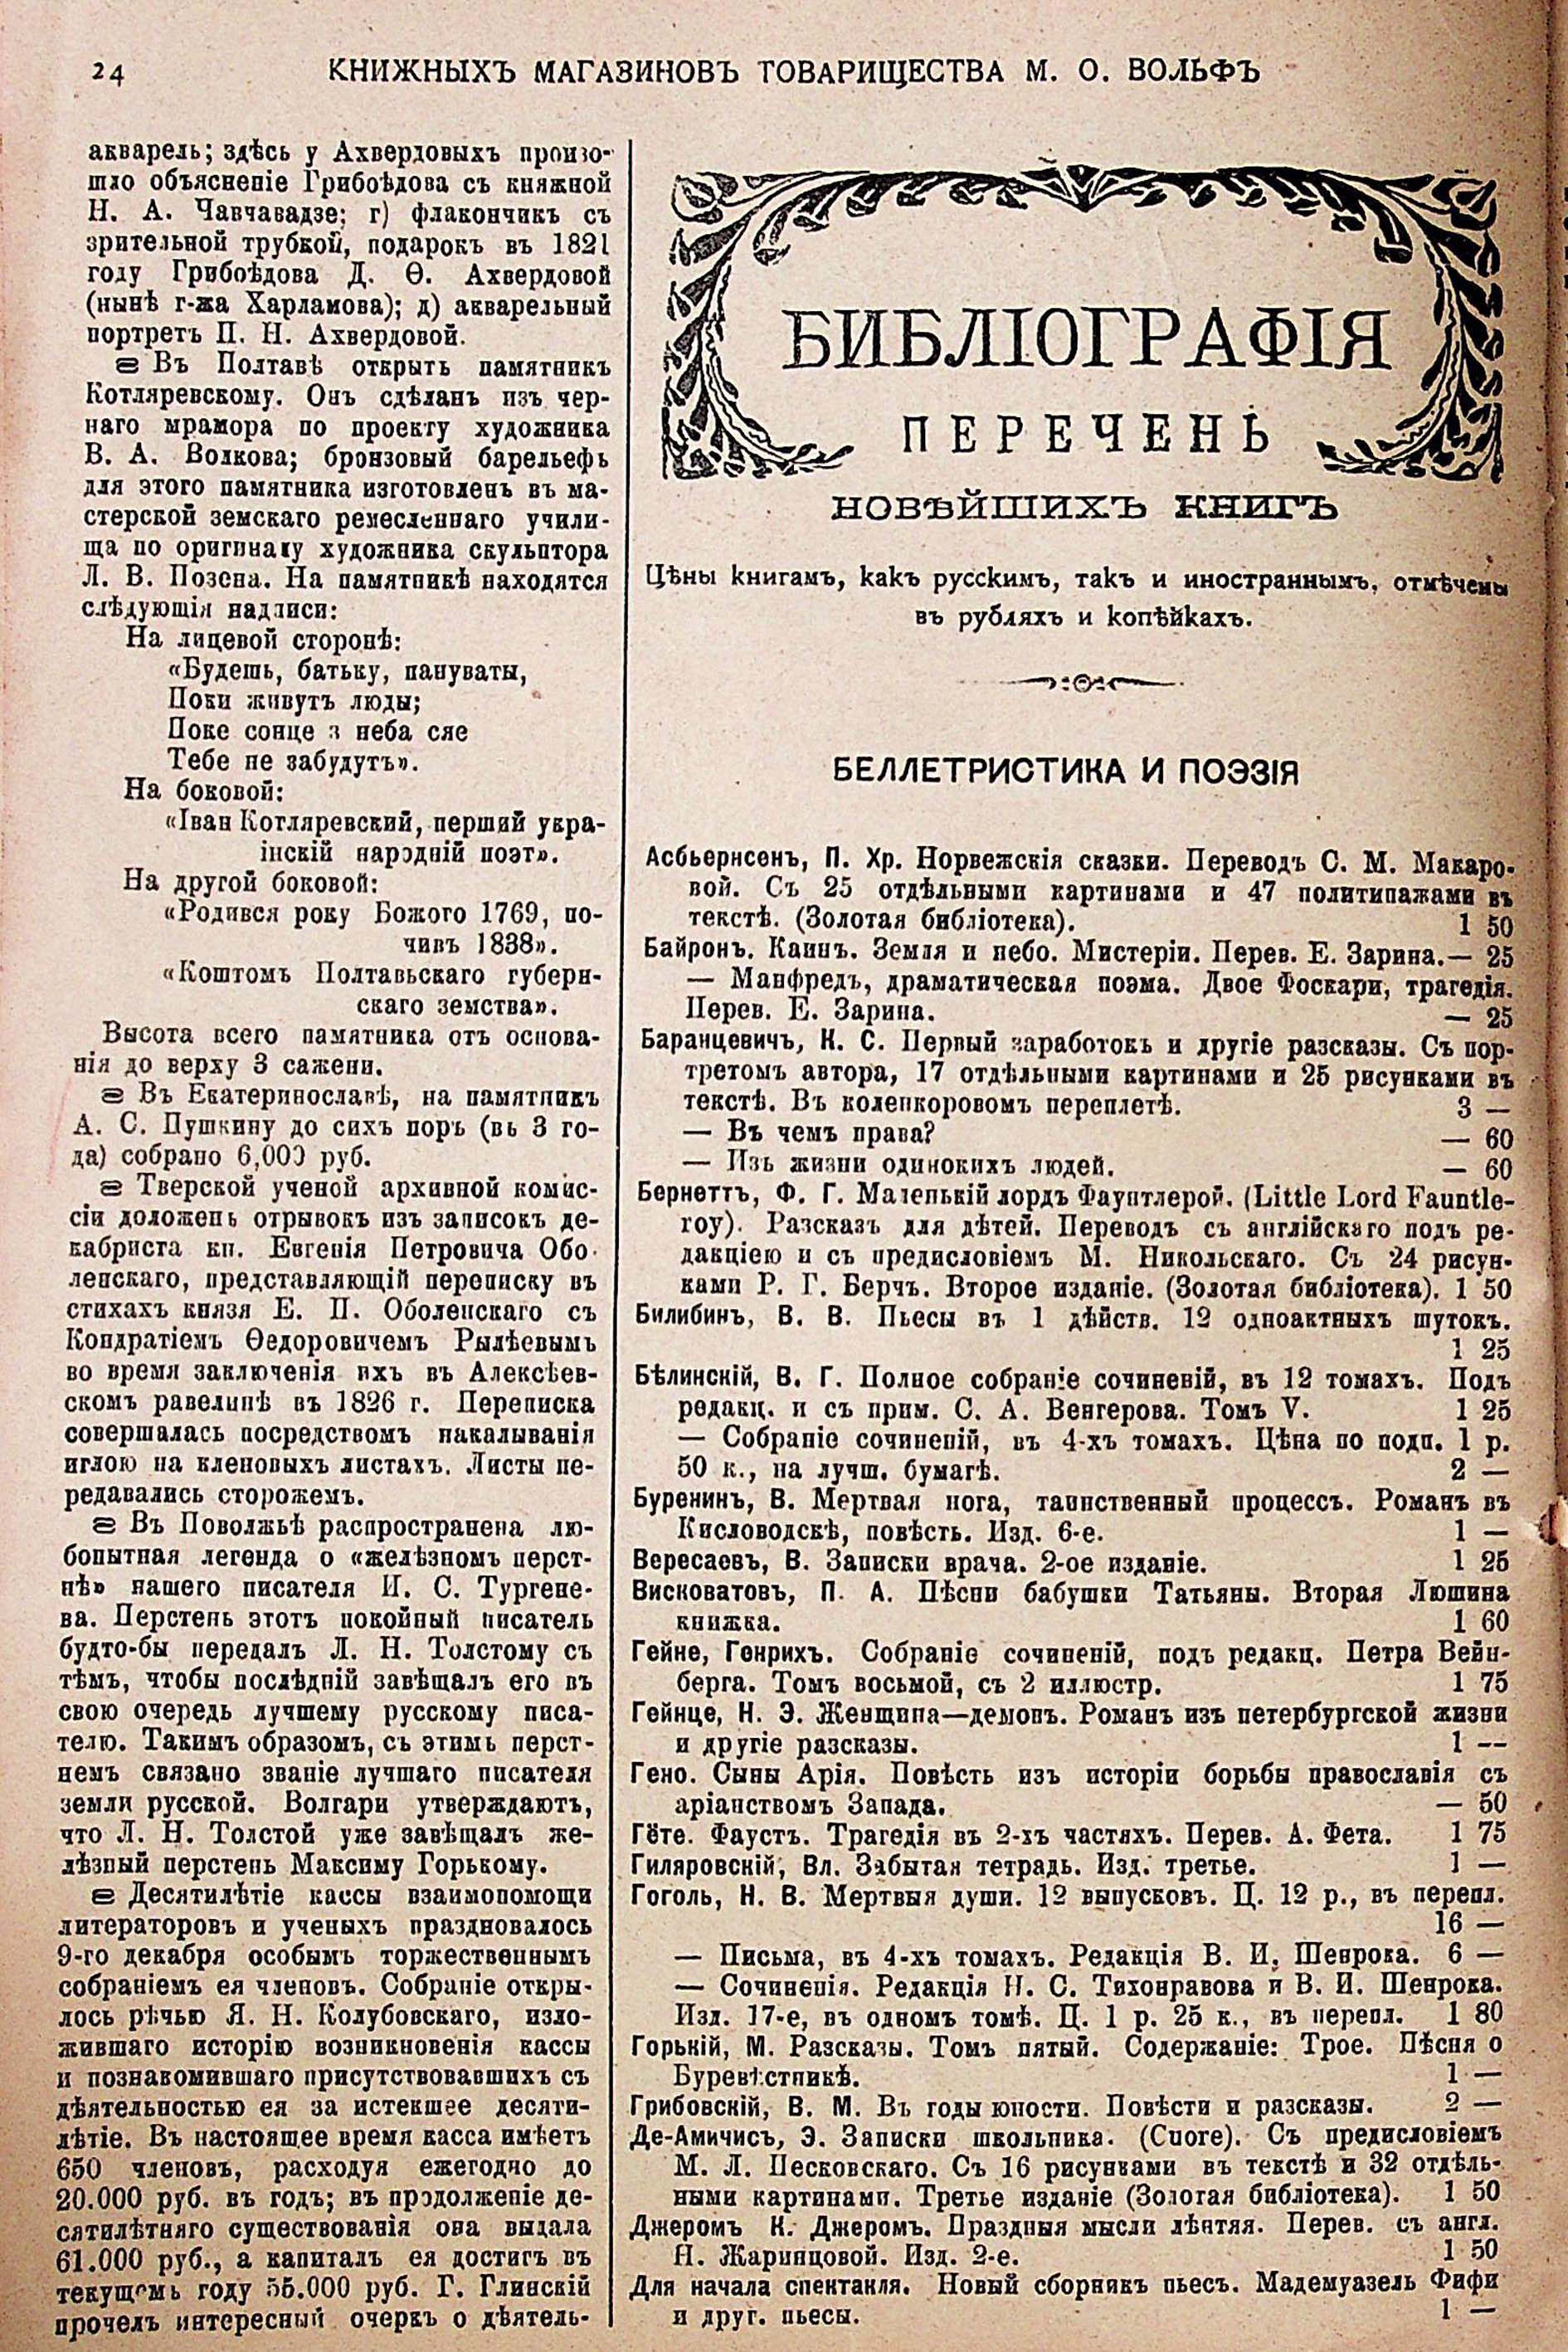 24
КНИЖНЫХЪ МАГАЗИНОВЪ ТОВАРИЩЕСТВА М. О. ВОЛЬФЪ
акварель; здѣсь у Ахвердовыхъ произо-
шло объясненіе Грибоѣдова съ княжной
Н. А. Чавчавадзе; г) флакончикъ съ
зрительной трубкой, подарокъ въ 1821
году Грибоѣдова Д. Ѳ. Ахвердовой
(нынѣ г-жа Харламова); д) акварельный
портретъ П. Н. Ахвердовой.
Въ Полтавѣ открытъ памятникъ
Котляревскому. Онъ сдѣланъ изъ чер-
наго мрамора по проекту художника
В. А. Волкова; бронзовый барельефъ
для этого памятника изготовленъ въ ма-
стерской земскаго ремесленнаго учили-
ща по оригиналу художника скульптора
Л. В. Позена. На памятникѣ находятся
слѣдующія надписи:
На лицевой сторонѣ:
«Будешь, батьку, пануваты,
Поки живутъ люды;
Поке сонце з неба сяе
Тебе не забудутъ».
На боковой:
«Іван Котляревский, перший укра-
інскій народній поэт».
На другой боковой:
«Родився року Божого 1769, по-
чивъ 1838».
«Коштомъ Полтавьскаго губерн-
скаго земства».
Высота всего памятника отъ основа-
нія до верху 3 сажени.
Въ Екатеринославѣ, на памятникъ
А. С. Пушкину до сихъ поръ (въ 3 го-
да) собрано 6,000 руб.
Тверской ученой архивной комис-
сіи доложенъ отрывокъ изъ записокъ де-
кабриста кн. Евгенія Петровича Обо-
ленскаго, представляющій переписку въ
стихахъ князя Е. П. Оболенскаго съ
Кондратіемъ Ѳедоровичемъ Рылѣевымъ
во время заключенія ихъ въ Алексѣев-
скомъ равелинѣ въ 1826 г. Переписка
совершалась посредствомъ накалыванія
иглою на кленовыхъ листахъ. Листы пе-
редавались сторожемъ.
Въ Поволжьѣ распространена лю-
бопытная легенда о «желѣзномъ перст-
нѣ» нашего писателя И. С. Тургене-
ва. Перстень этотъ покойный писатель
будто-бы передалъ Л. Н. Толстому съ
тѣмъ, чтобы послѣдній завѣщалъ его въ
свою очередь лучшему русскому писа-
телю. Такимъ образомъ, съ этимъ перст-
немъ связано званіе лучшаго писателя
земли русской. Волгари утверждаютъ,
что Л. Н. Толстой уже завѣщалъ же-
лѣзный перстень Максиму Горькому.
Десятилѣтіе кассы взаимопомощи
литераторовъ и ученыхъ праздновалось
9-го декабря особымъ торжественнымъ
собраніемъ ея членовъ. Собраніе откры-
лось рѣчью Я. Н. Колубовскаго, изло-
жившаго исторію возникновенія кассы
и познакомившаго присутствовавшихъ съ
дѣятельностью ея за истекшее десяти-
лѣтіе. Въ настоящее время касса имѣетъ
650 членовъ, расходуя ежегодно до
20.000 руб. въ годъ; въ продолженіе де-
сятилѣтняго существованія она выдала
61.000 руб., а капиталъ ея достигъ въ
текущемъ году 55.000 руб. Г. Глинскій
прочелъ интересный очеркъ о дѣятель-
БИБЛІОГРАФІЯ
ПЕРЕЧЕНЬ
НОВѢЙШИХЪ КНИГЪ
Цѣны книгамъ, какъ русскимъ, такъ и иностраннымъ, отмѣчены
въ рубляхъ и копѣйкахъ.
БЕЛЛЕТРИСТИКА И ПОЭЗІЯ
Асбьернсенъ, П. Хр. Норвежскія сказки. Переводъ С. М. Макаро-
вой. Съ 25 отдѣльными картинами и 47 политипажами въ
текстѣ. (Золотая библіотека). 1 50
Байронъ. Каинъ. Земля и небо. Мистеріи. Перев. Е. Зарина.— 25
— Манфредъ, драматическая поэма. Двое Фоскари, трагедія.
Перев. Е. Зарина. — 25
Баранцевичъ, К. С. Первый заработокъ и другіе разсказы. Съ пор-
третомъ автора, 17 отдѣльными картинами и 25 рисунками въ
текстѣ. Въ коленкоровомъ переплетѣ. 3 —
— Въ чемъ права? — 60
— Изъ жизни одинокихъ людей. — 60
Бернеттъ, Ф. Г. Маленькій лордъ Фаунтлерой. (Little Lord Fauntle-
roy). Разсказъ для дѣтей. Переводъ съ англійскаго подъ ре-
дакціею и съ предисловіемъ М. Никольскаго. Съ 24 рисун-
ками Р. Г. Берчъ. Второе изданіе. (Золотая библіотека). 1 50
Билибинъ, В. В. Пьесы въ 1 дѣйств. 12 одноактныхъ шутокъ.
1 25
Бѣлинскій, В. Г. Полное собраніе сочиненій, въ 12 томахъ. Подъ
редакц. и съ прим. С. А. Венгерова. Томъ V. 1 25
— Собраніе сочиненій, въ 4-хъ томахъ. Цѣна по подп. 1 р.
50 к., на лучш. бумагѣ. 2 —
Буренинъ, В. Мертвая нога, таинственный процессъ. Романъ въ
Кисловодскѣ, повѣсть. Изд. 6-е. 1 —
Вересаевъ, В. Записки врача. 2-ое изданіе. 1 25
Висковатовъ, П. А. Пѣсни бабушки Татьяны. Вторая Люшина
книжка. 1 60
Гейне, Генрихъ. Собраніе сочиненій, подъ редакц. Петра Вейн-
берга. Томъ восьмой, съ 2 иллюстр. 1 75
Гейнце, Н. Э. Женщина—демонъ. Романъ изъ петербургской жизни
и другіе разсказы. 1 —
Гено. Сыны Арія. Повѣсть изъ исторіи борьбы православія съ
аріанствомъ Запада. — 50
Гёте. Фаустъ. Трагедія въ 2-хъ частяхъ. Перев. А. Фета. 1 75
Гиляровскій, Вл. Забытая тетрадь. Изд. третье. 1 —
Гоголь, Н. В. Мертвыя души. 12 выпусковъ. Ц. 12 р., въ перепл.
16 —
— Письма, въ 4-хъ томахъ. Редакція В. И. Шенрока. 6 —
— Сочиненія. Редакція Н. С. Тихонравова и В. И. Шенрока.
Изд. 17-е, въ одномъ томѣ. Ц. 1 р. 25 к., въ перепл. 1 80
Горькій, М. Разсказы. Томъ пятый. Содержаніе: Трое. Пѣсня о
Буревѣстникѣ. 1 —
Грибовскій, В. М. Въ годы юности. Повѣсти и разсказы. 2 —
Де-Амичисъ, Э. Записки школьника. (Cuore). Съ предисловіемъ
М. Л. Песковскаго. Съ 16 рисунками въ текстѣ и 32 отдѣль-
ными картинами. Третье изданіе (Золотая библіотека). 1 50
Джеромъ К. Джеромъ. Праздныя мысли лѣнтяя. Перев. съ англ.
Н. Жаринцовой. Изд. 2-е. 1 50
Для начала спектакля. Новый сборникъ пьесъ. Мадемуазель Фифи
и друг. пьесы. 1 —